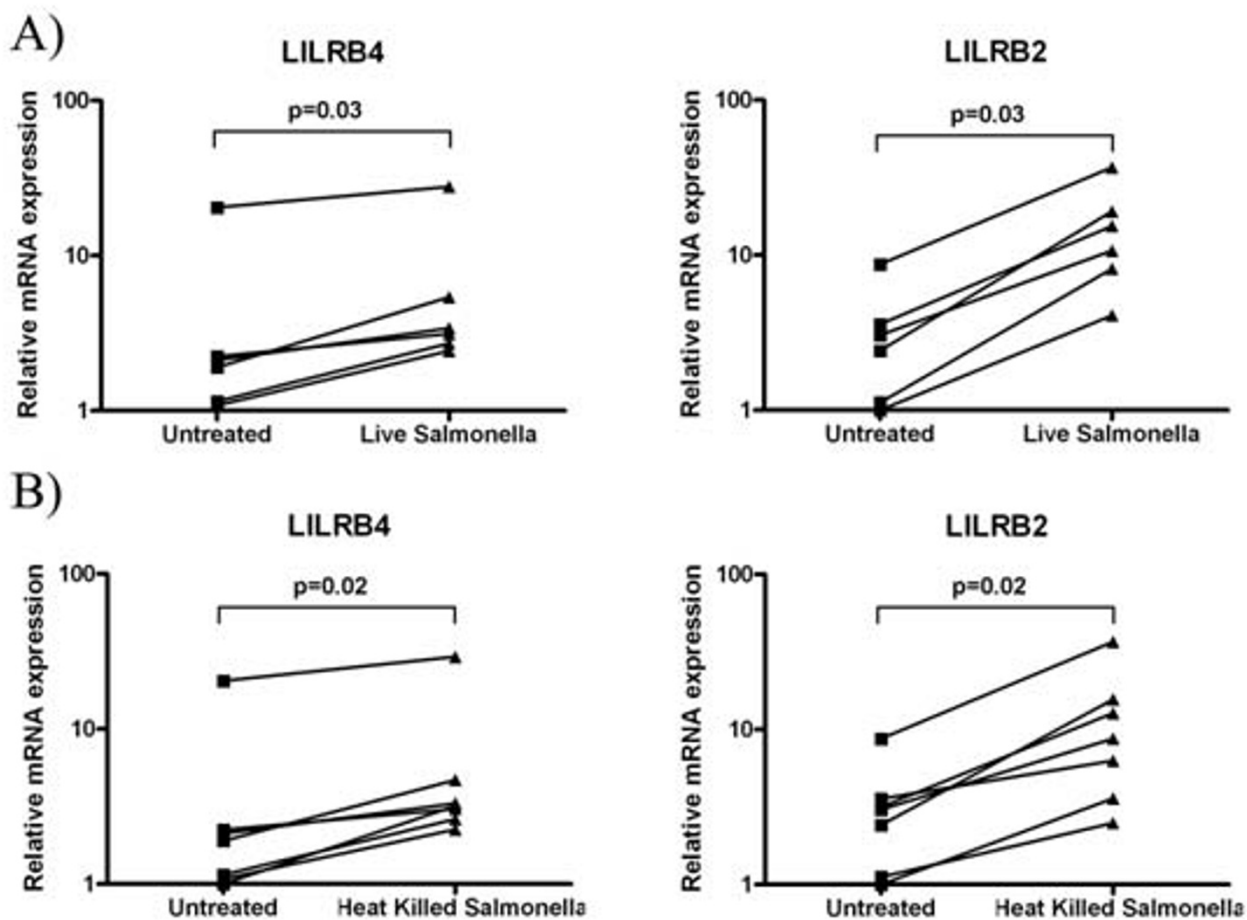 A)
LILRB4
LILRB2
Relative mRNA expression
100
10
1
p=0.03
Untreated
Live Salmonella
Relative mRNA expression
100
10
1
p=0.03
Untreated
Live Salmonella
B)
LILRB4
LILRB2
Relative mRNA expression
100
10
1
p=0.02
Untreated
Heat Killed Salmonella
Relative mRNA expression
100
10
1
p=0.02
Untreated
Heat Killed Salmonella